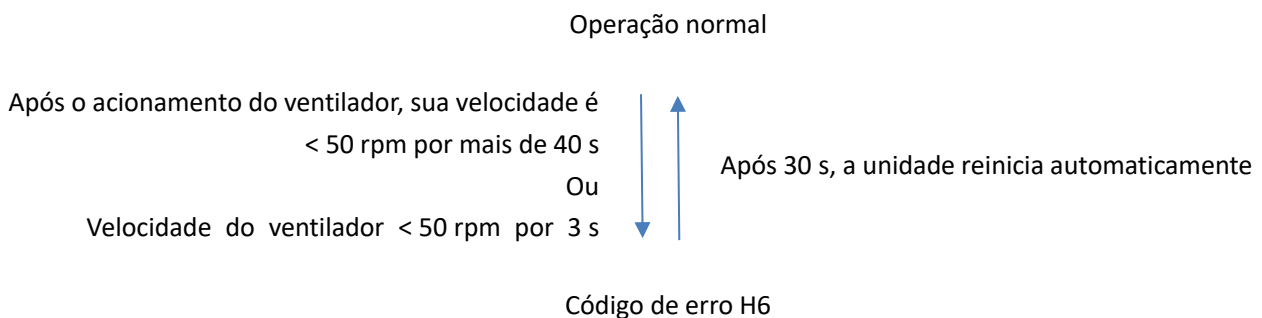 Operação normal
Após o acionamento do ventilador, sua velocidade é
< 50 rpm por mais de 40 s
Ou
Velocidade do ventilador < 50 rpm por 3 s
Após 30 s, a unidade reinicia automaticamente
Código de erro H6